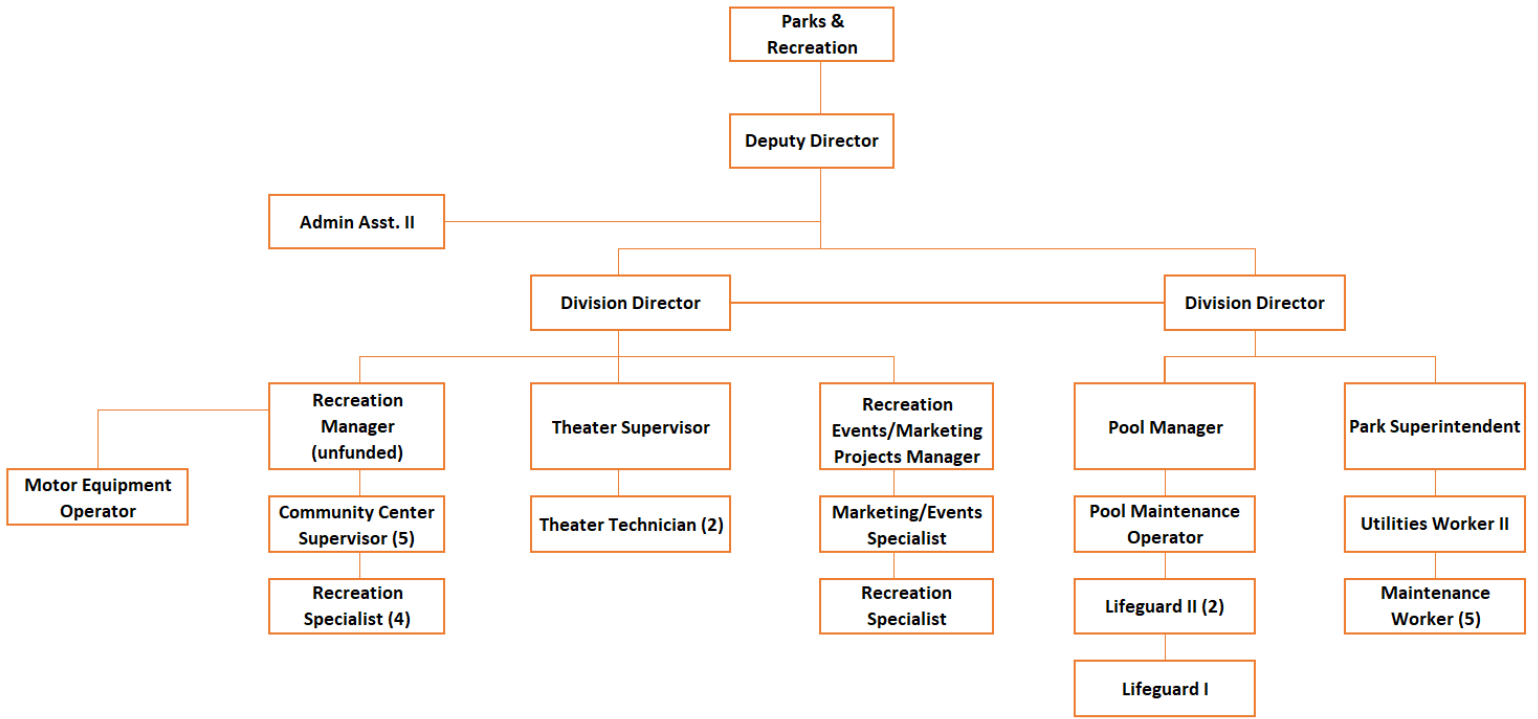 Parks &
Recreation
Deputy Director
Admin Asst. II
Division Director
Division Director
Recreation
Manager
(unfunded)
Theater Supervisor
Recreation
Events/Marketing
Projects Manager
Pool Manager
Park Superintendent
Motor Equipment
Operator
Community Center
Supervisor (5)
Theater Technician (2)
Marketing/Events
Specialist
Pool Maintenance
Operator
Utilities Worker II
Recreation
Specialist (4)
Recreation
Specialist
Lifeguard II (2)
Maintenance
Worker (5)
Lifeguard I